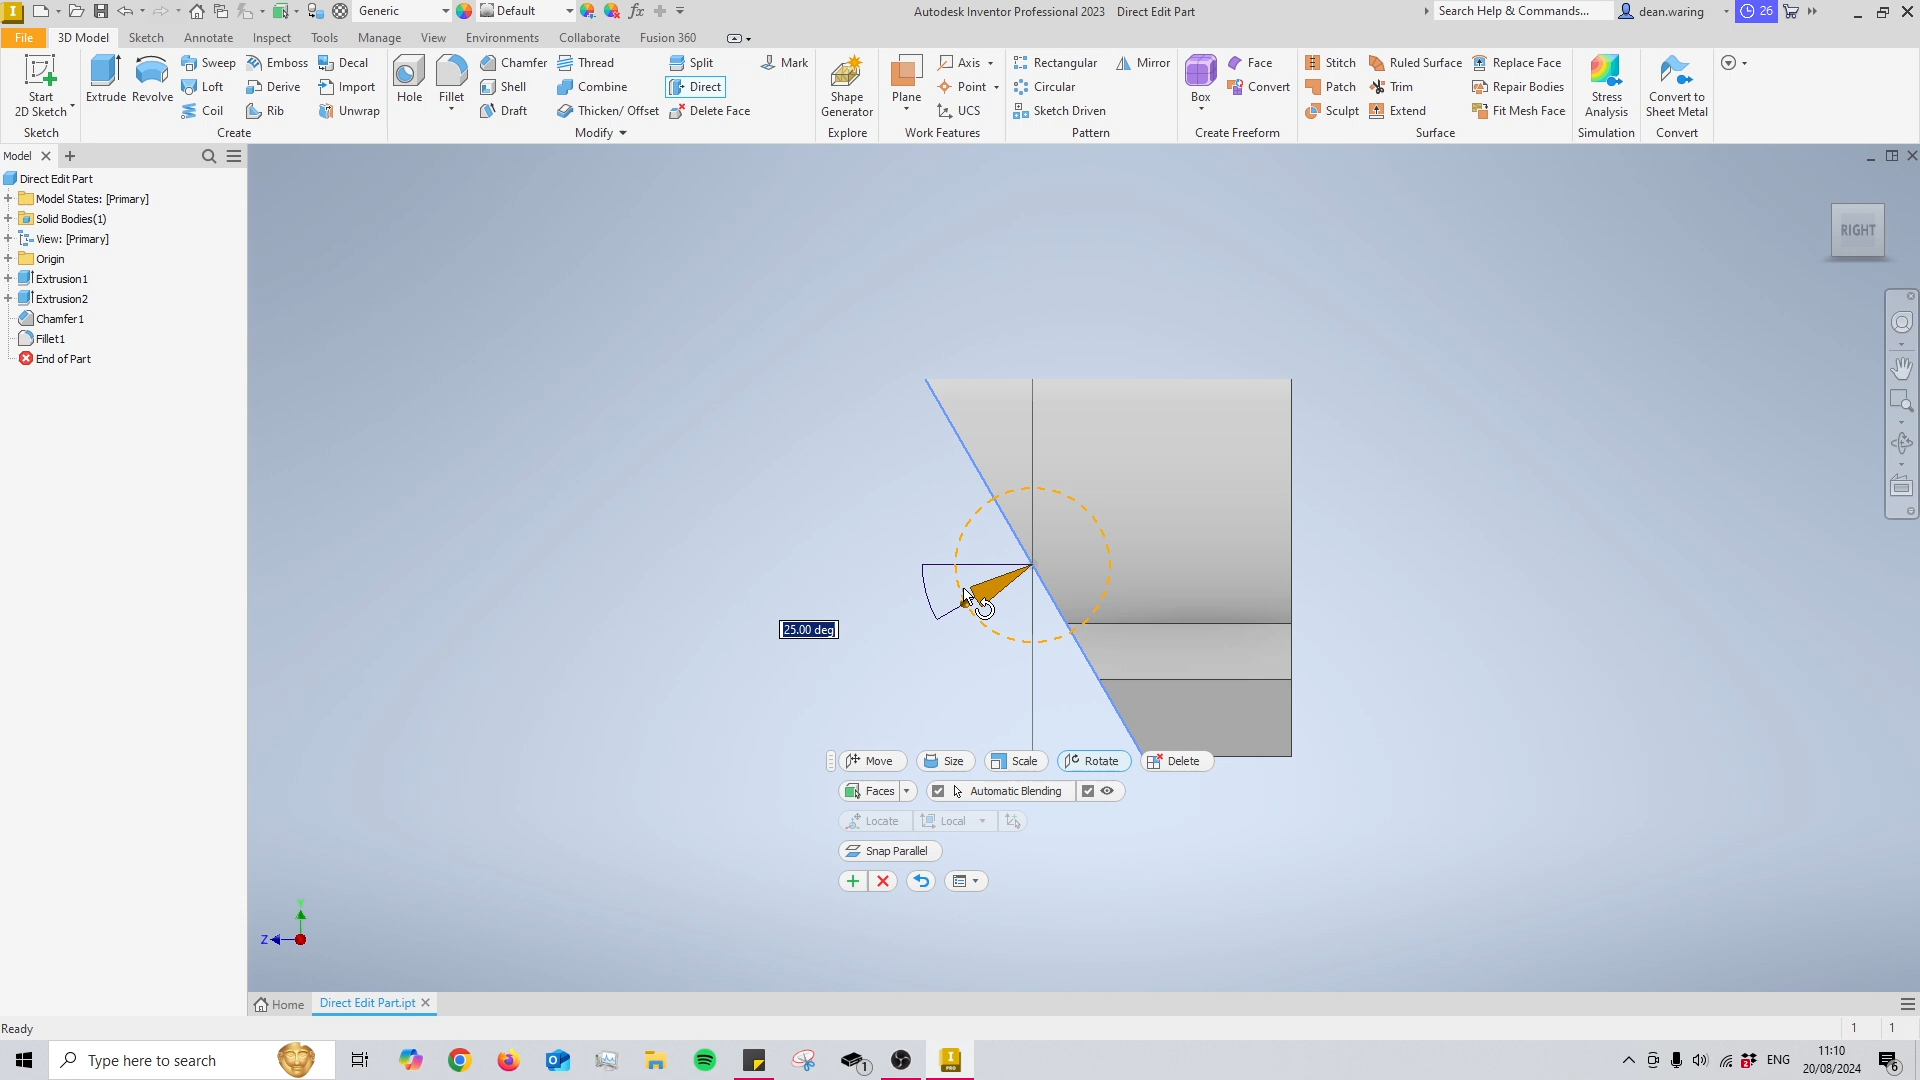 Generic
Default
fx
Autodesk Inventor Professional 2023 Direct Edit Part
Search Help & Commands...
dean.waring
26
File
3D Model
Sketch
Annotate
Inspect
Tools
Manage
View
Environments
Collaborate
Fusion 360
Start
2D Sketch
Sketch
Extrude
Revolve
Sweep
Loft
Coil
Emboss
Derive
Rib
Decal
Import
Unwrap
Create
Hole
Fillet
Chamfer
Shell
Draft
Thread
Combine
Thicken/ Offset
Split
Direct
Delete Face
Mark
Modify
Shape
Generator
Explore
Plane
Axis
Point
UCS
Work Features
Rectangular
Circular
Sketch Driven
Mirror
Pattern
Box
Face
Convert
Create Freeform
Stitch
Patch
Sculpt
Ruled Surface
Trim
Extend
Replace Face
Repair Bodies
Fit Mesh Face
Surface
Stress
Analysis
Simulation
Convert to
Sheet Metal
Convert
Model
Direct Edit Part
Model States: [Primary]
Solid Bodies(1)
View: [Primary]
Origin
Extrusion1
Extrusion2
Chamfer1
Fillet1
End of Part
RIGHT
25.00 deg
Move
Size
Scale
Rotate
Delete
Faces
Automatic Blending
Locate
Local
Snap Parallel
Y
Z
Home
Direct Edit Part.ipt
Ready
1
1
Type here to search
1
PRO
2
ENG
11:10
20/08/2024
6